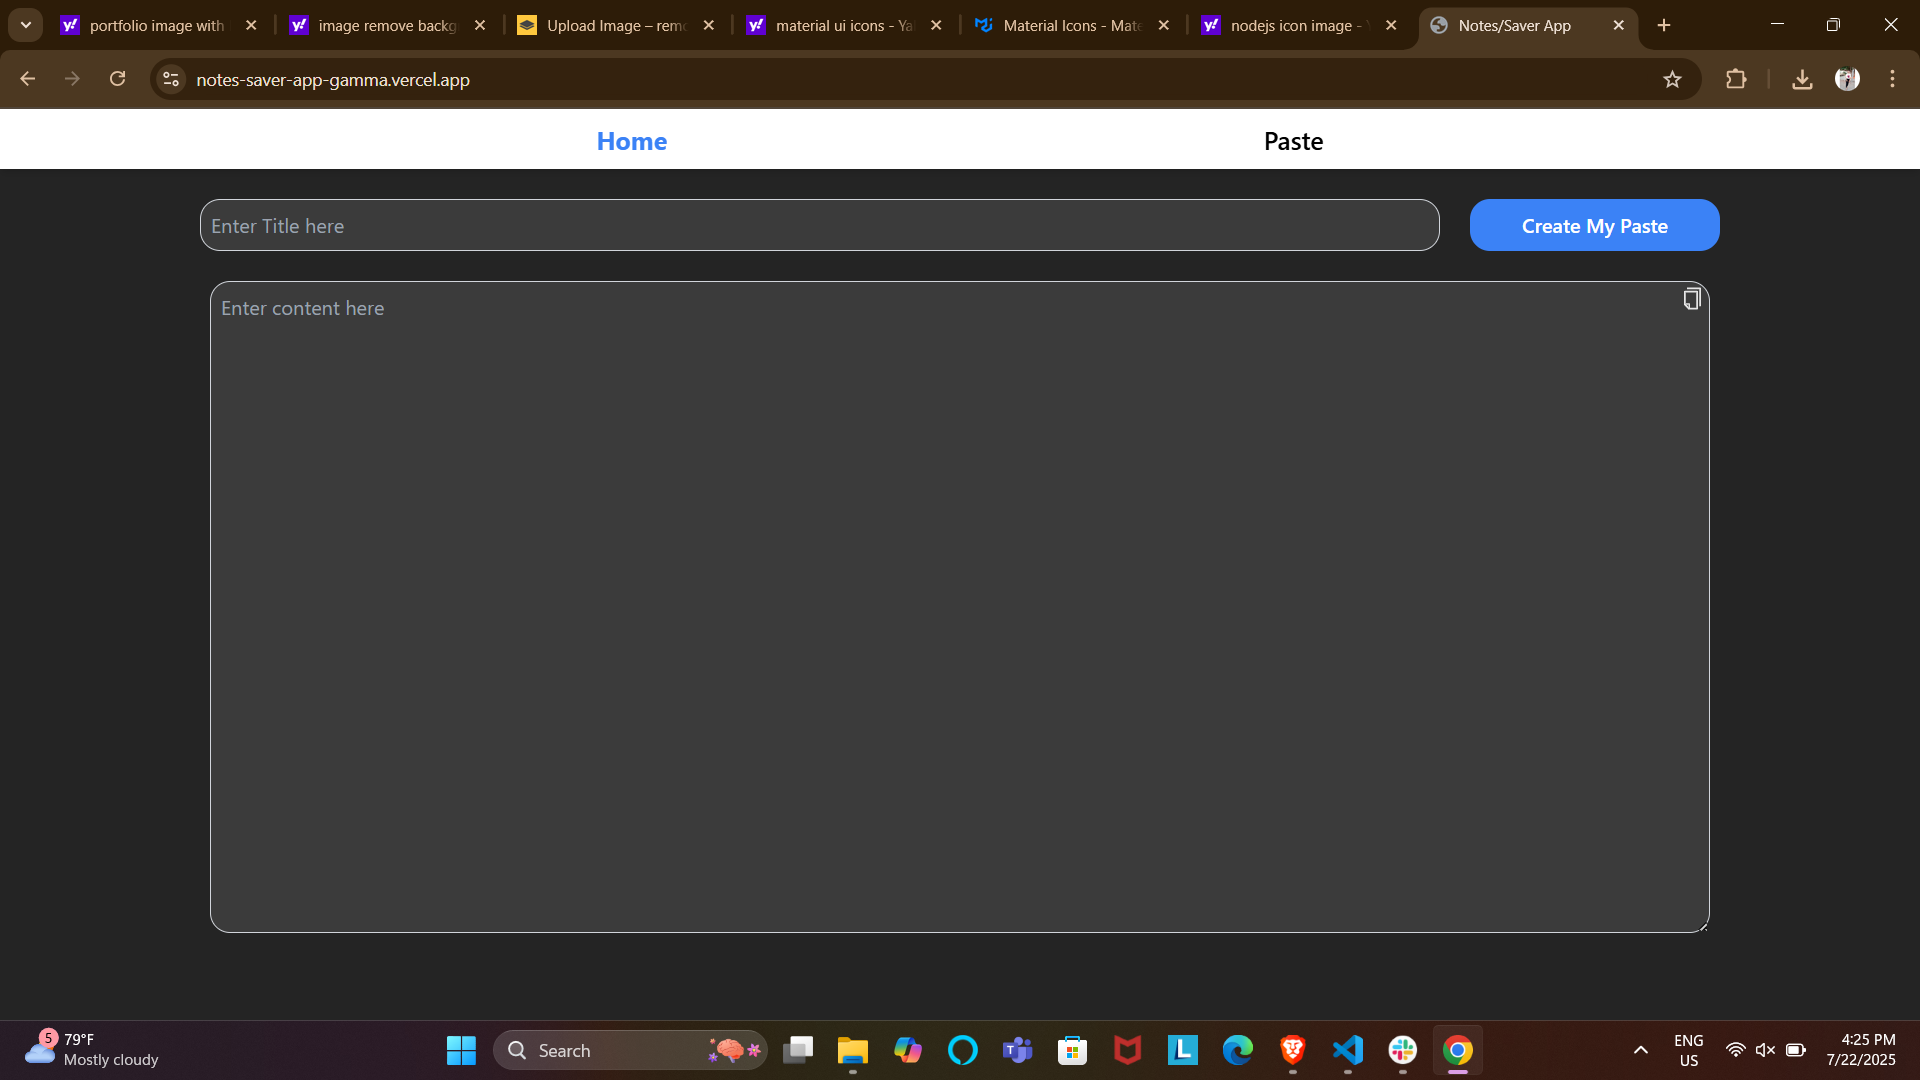 portfolio image with
image remove backg
Upload Image – rem
material ui icons - Ya
Material Icons - Mate
nodejs icon image -
Notes/Saver App
notes-saver-app-gamma.vercel.app
Home
Paste
Enter Title here
Create My Paste
Enter content here
5
79°F
Mostly cloudy
Search
ENG
US
4:25 PM
7/22/2025